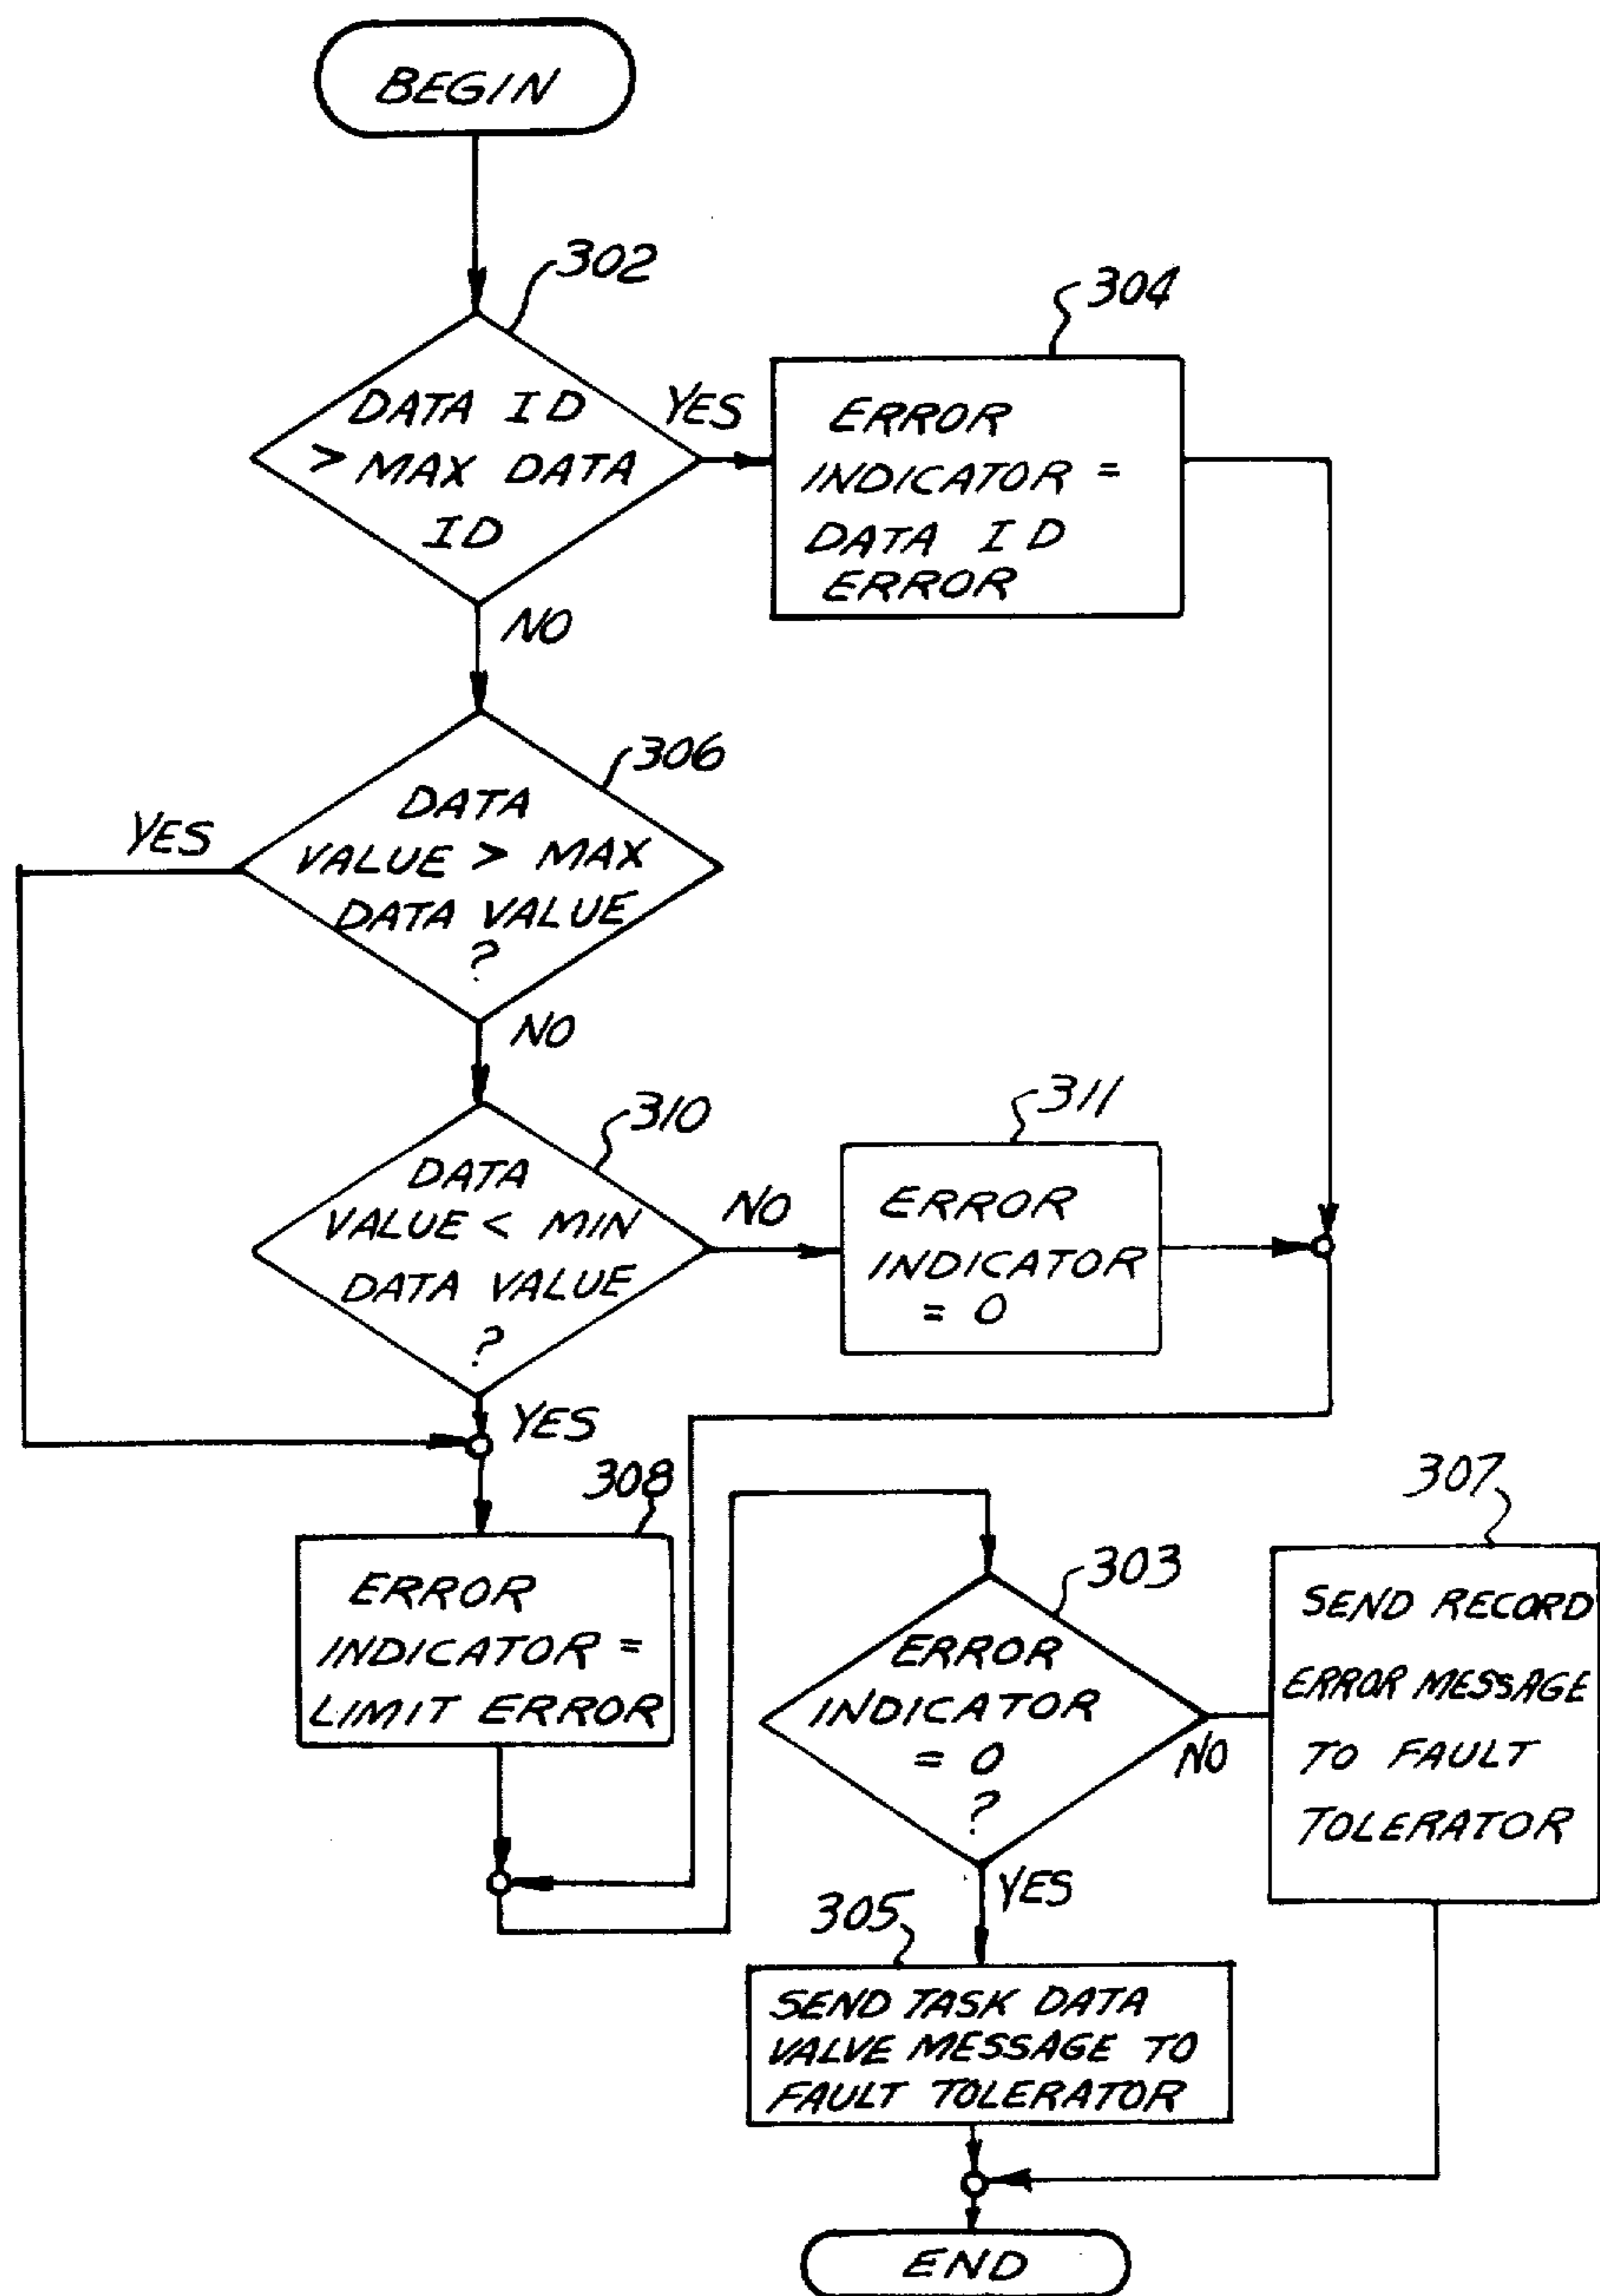 BEGIN
302
304
DATA ID
> MAX DATA
ID
YES
ERROR
INDICATOR =
DATA ID
ERROR
NO
306
DATA
VALUE > MAX
DATA VALUE
?
YES
NO
310
311
DATA
VALUE < MIN
DATA VALUE
?
NO
ERROR
INDICATOR
= 0
YES
308
ERROR
INDICATOR =
LIMIT ERROR
303
307
ERROR
INDICATOR
= 0
?
NO
SEND RECORD
ERROR MESSAGE
TO FAULT
TOLERATOR
YES
305
SEND TASK DATA
VALVE MESSAGE TO
FAULT TOLERATOR
END